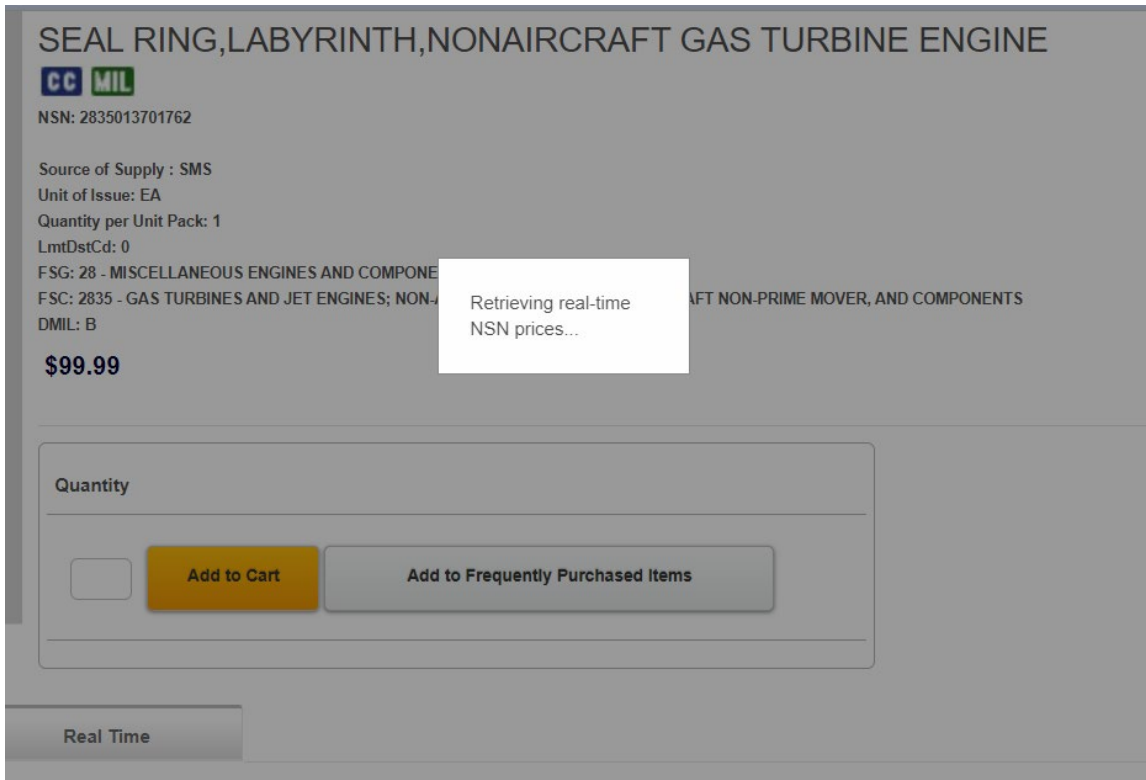 SEAL RING,LABYRINTH,NONAIRCRAFT GAS TURBINE ENGINE
CC MIL
NSN: 2835013701762
Source of Supply : SMS
Unit of Issue: EA
Quantity per Unit Pack: 1
LmtDstCd: 0
FSG: 28 - MISCELLANEOUS ENGINES AND COMPONE
FSC: 2835 - GAS TURBINES AND JET ENGINES; NON- AFT NON-PRIME MOVER, AND COMPONENTS
Retrieving real-time
NSN prices...
DMIL: B
$99.99
Quantity
Add to Cart Add to Frequently Purchased Items
Real Time